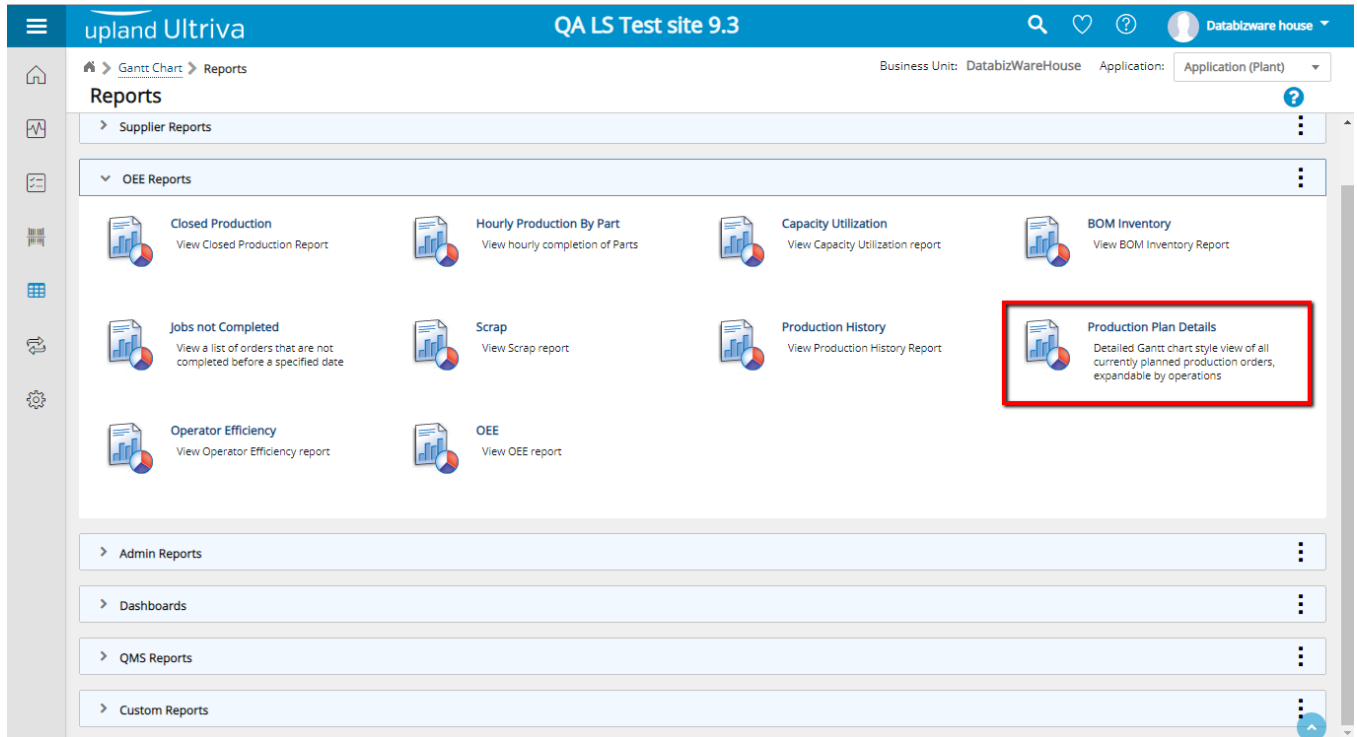 upland Ultriva
QA LS Test site 9.3
Databizware house
Gantt Chart > Reports
Business Unit: DatabizWareHouse Application: Application (Plant)
Reports
Supplier Reports
OEE Reports
Closed Production
View Closed Production Report
Hourly Production By Part
View hourly completion of Parts
Capacity Utilization
View Capacity Utilization report
BOM Inventory
View BOM Inventory Report
Jobs not Completed
View a list of orders that are not
completed before a specified date
Scrap
View Scrap report
Production History
View Production History Report
Production Plan Details
Detailed Gantt chart style view of all
currently planned production orders,
expandable by operations
Operator Efficiency
View Operator Efficiency report
OEE
View OEE report
Admin Reports
Dashboards
QMS Reports
Custom Reports